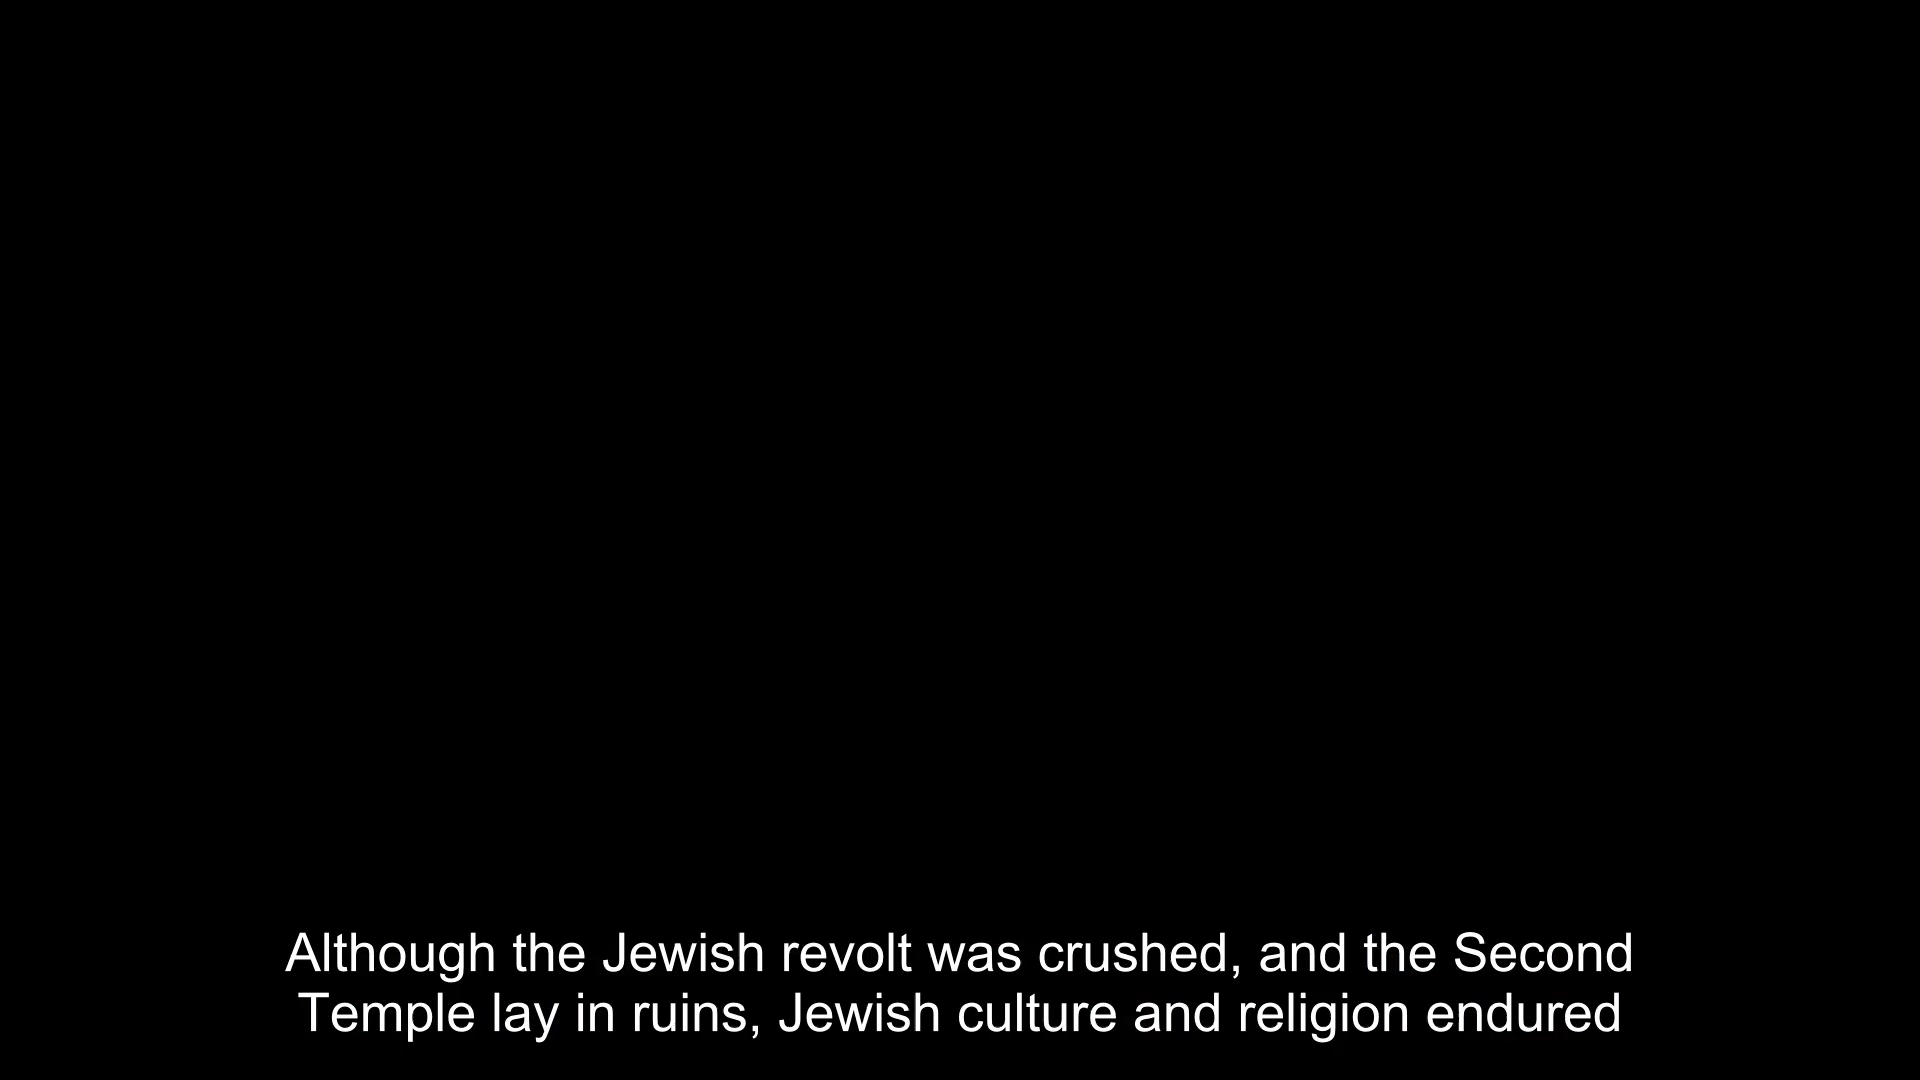 Although the Jewish revolt was crushed, and the Second
Temple lay in ruins, Jewish culture and religion endured